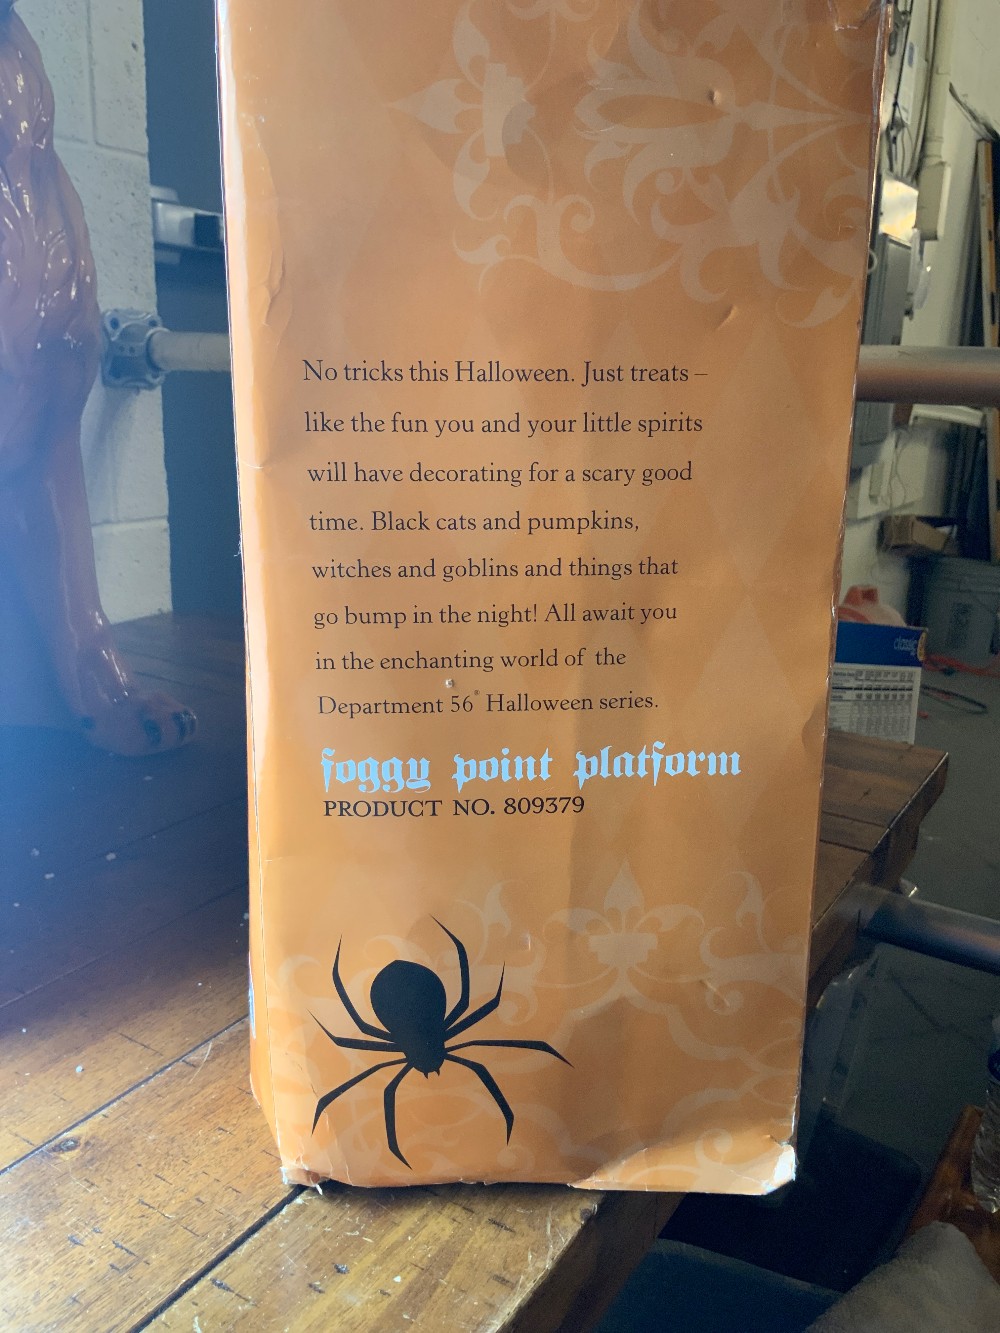 No tricks this Halloween. Just treats –
like the fun you and your little spirits
will have decorating for a scary good
time. Black cats and pumpkins,
witches and goblins and things that
go bump in the night! All await you
in the enchanting world of the
Department 56® Halloween series.
foggy point platform
PRODUCT NO. 809379
classic